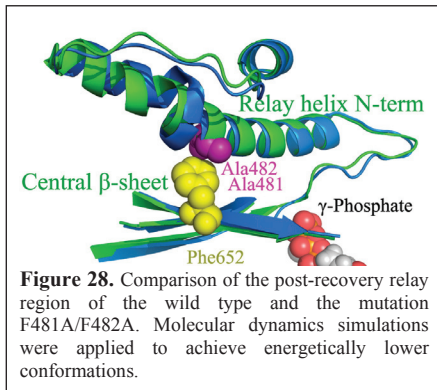 Relay helix N-term
Ala482
Central β-sheet
Ala481
γ-Phosphate
Phe652
Figure 28. Comparison of the post-recovery relay
region of the wild type and the mutation
F481A/F482A. Molecular dynamics simulations
were applied to achieve energetically lower
conformations.